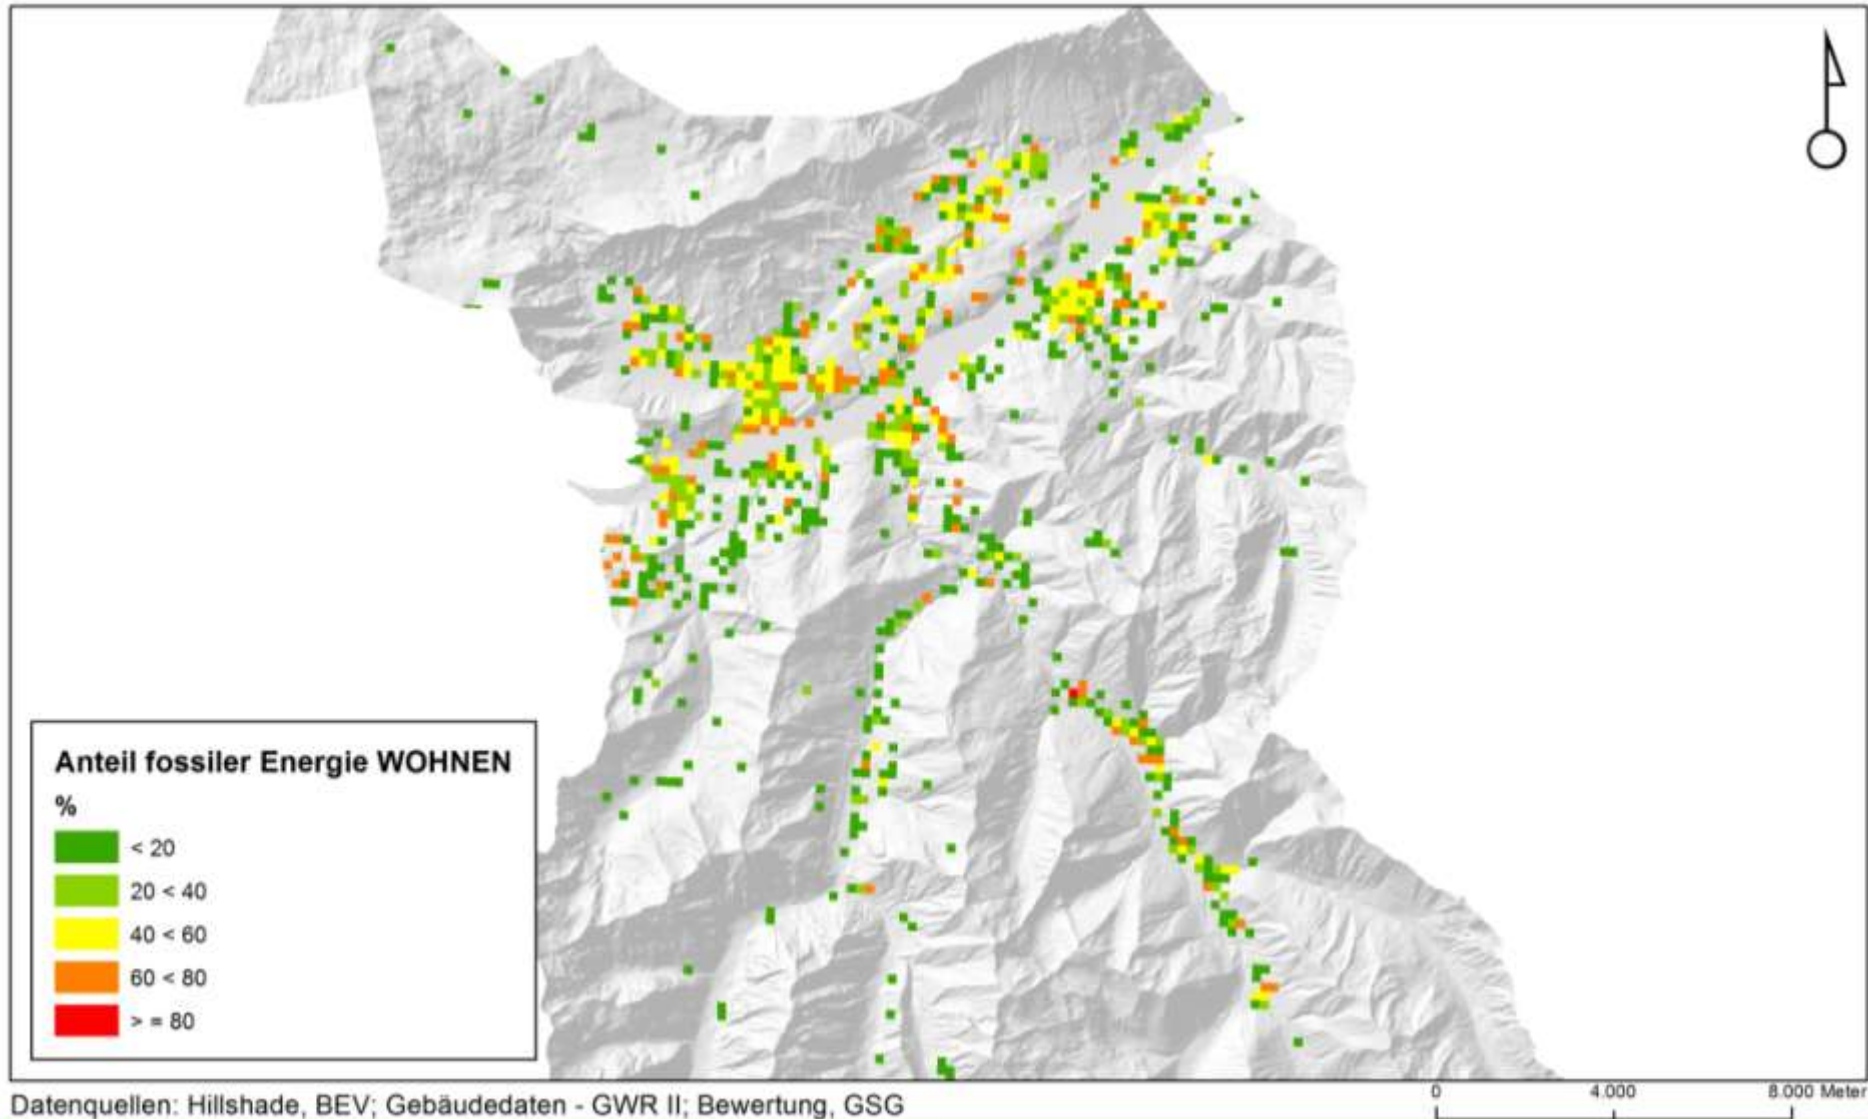 Anteil fossiler Energie WOHNEN
%
< 20
20 < 40
40 < 60
60 < 80
> = 80
Datenquellen: Hillshade, BEV; Gebäudedaten - GWR II; Bewertung, GSG
0 4.000 8.000 Meter